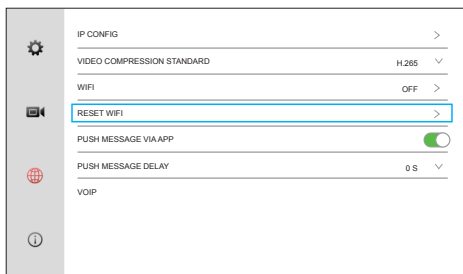 IP CONFIG
VIDEO COMPRESSION STANDARD H.265
WIFI OFF
RESET WIFI
PUSH MESSAGE VIA APP
PUSH MESSAGE DELAY 0 S
VOIP